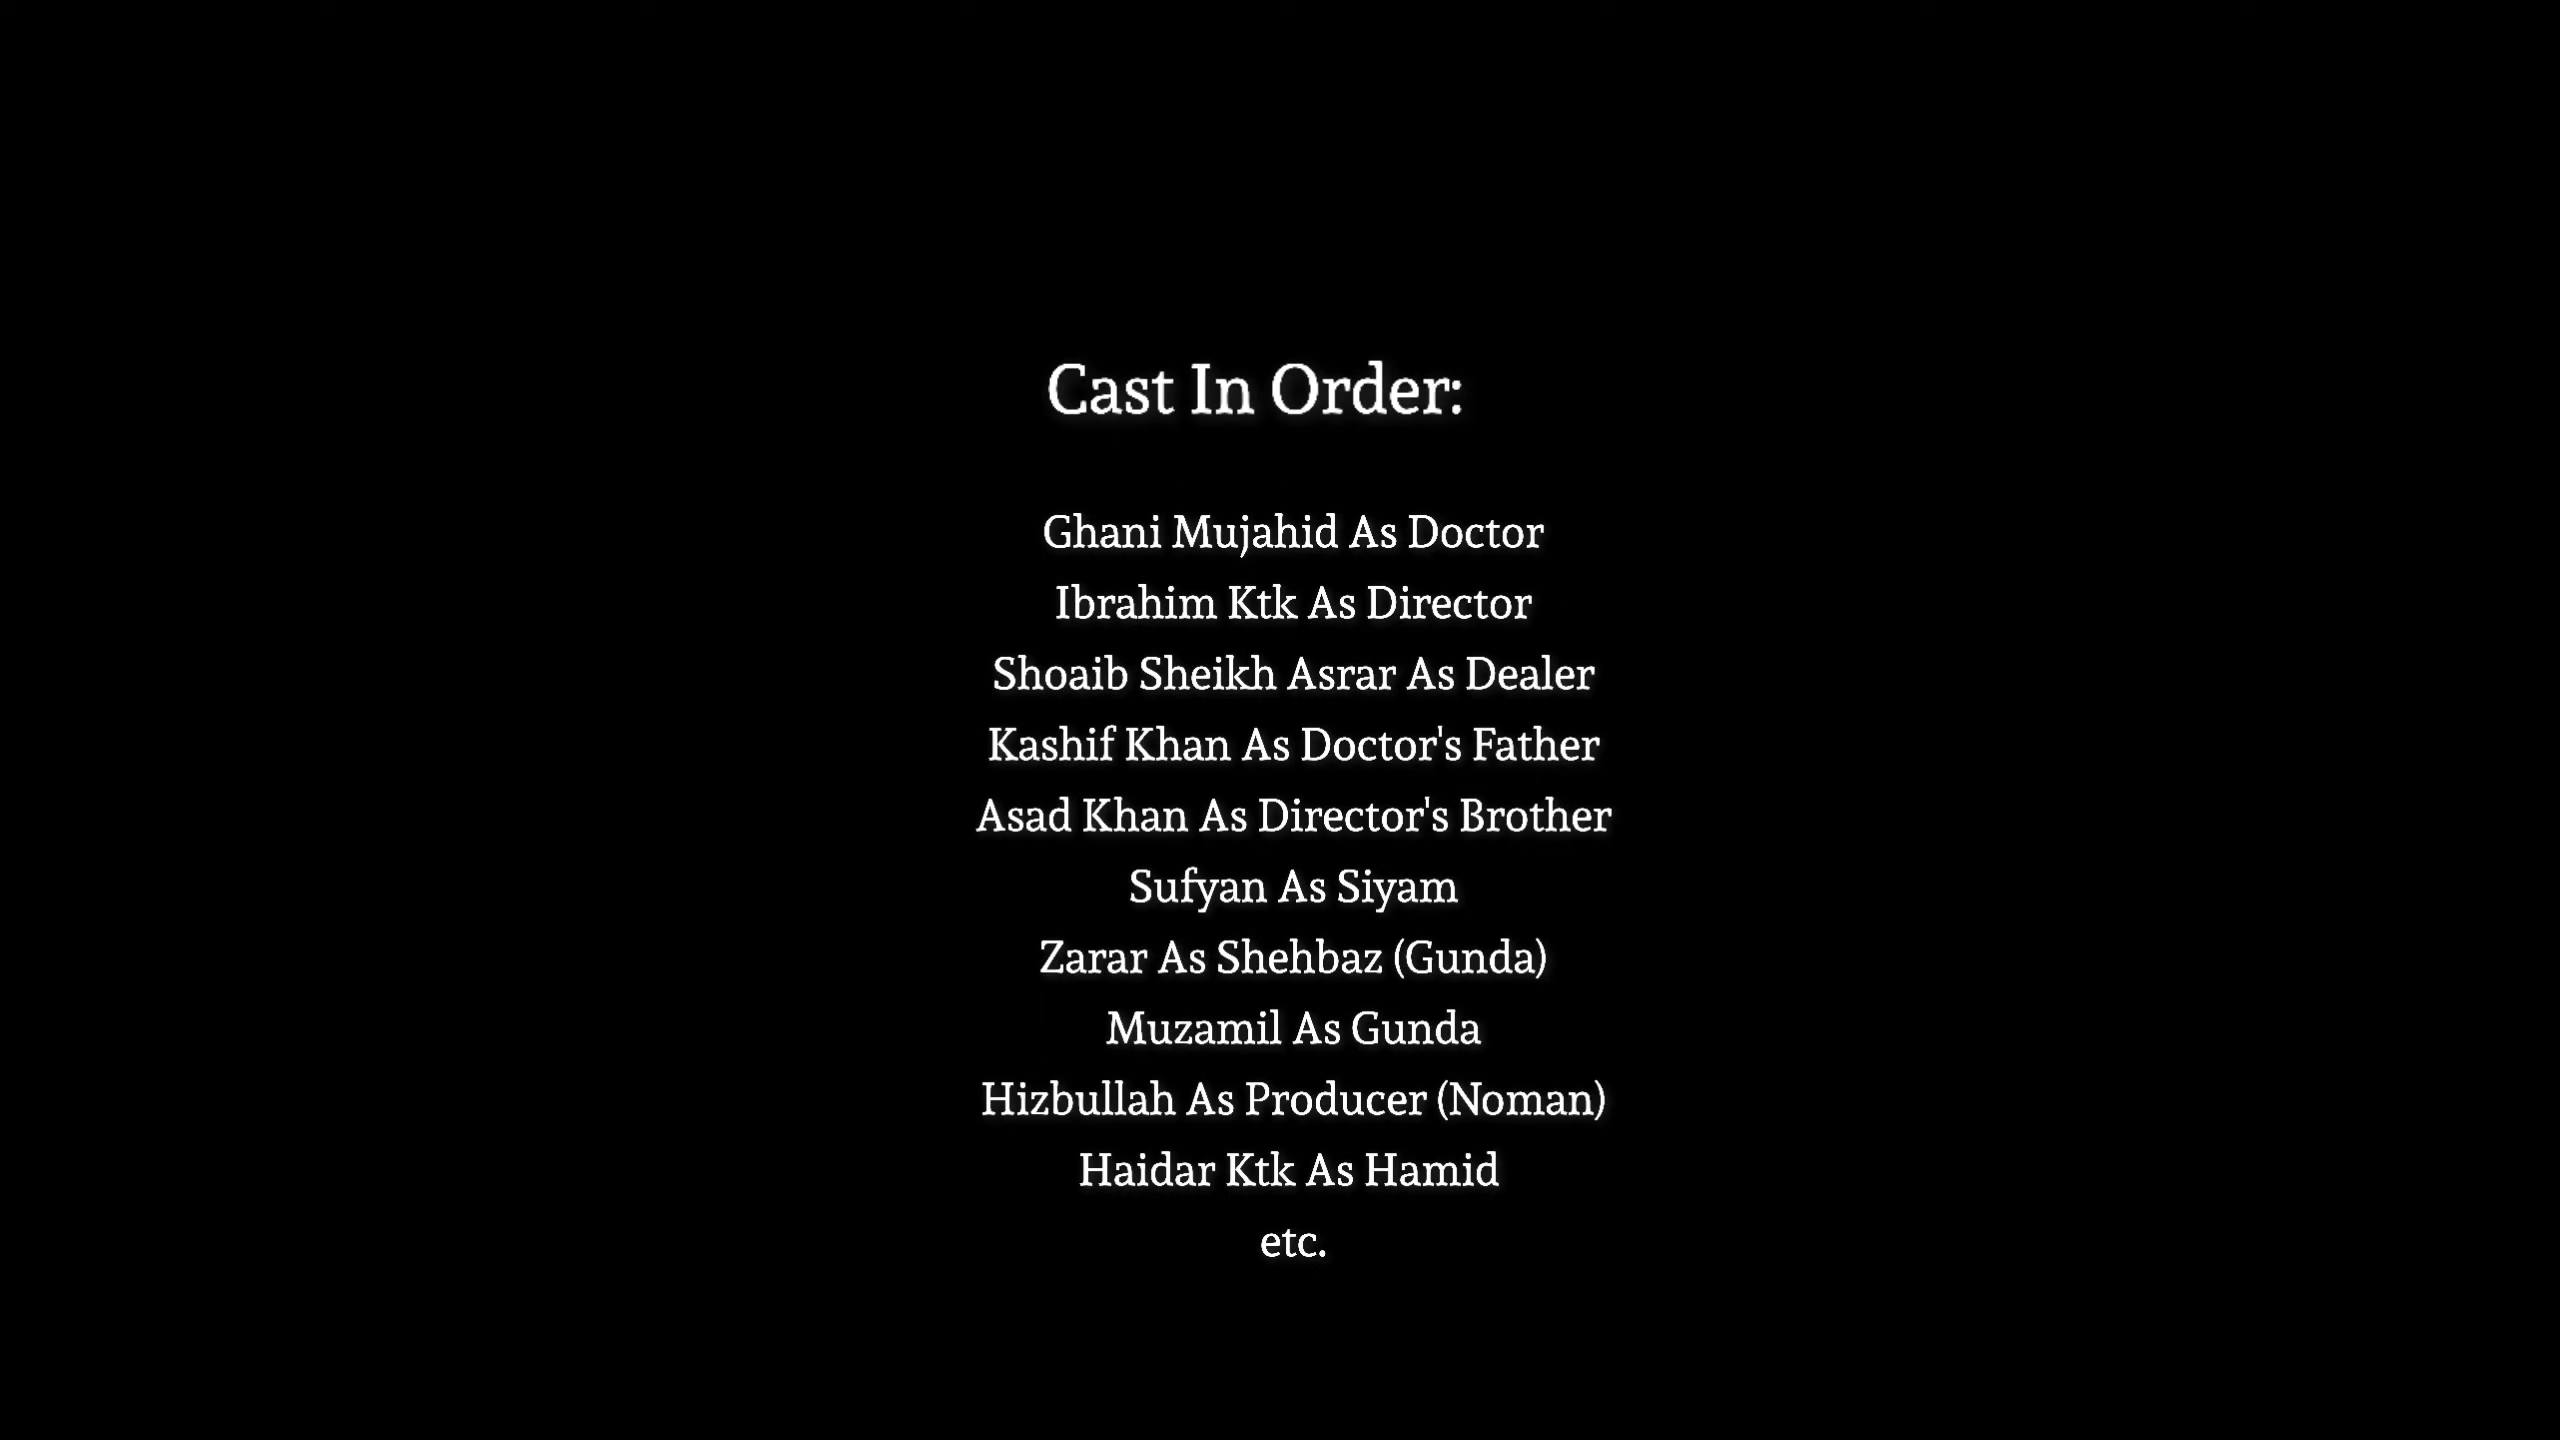 Cast In Order:
Ghani Mujahid As Doctor
Ibrahim Ktk As Director
Shoaib Sheikh Asrar As Dealer
Kashif Khan As Doctor's Father
Asad Khan As Director's Brother
Sufyan As Siyam
Zarar As Shehbaz (Gunda)
Muzamil As Gunda
Hizbullah As Producer (Noman)
Haidar Ktk As Hamid
etc.